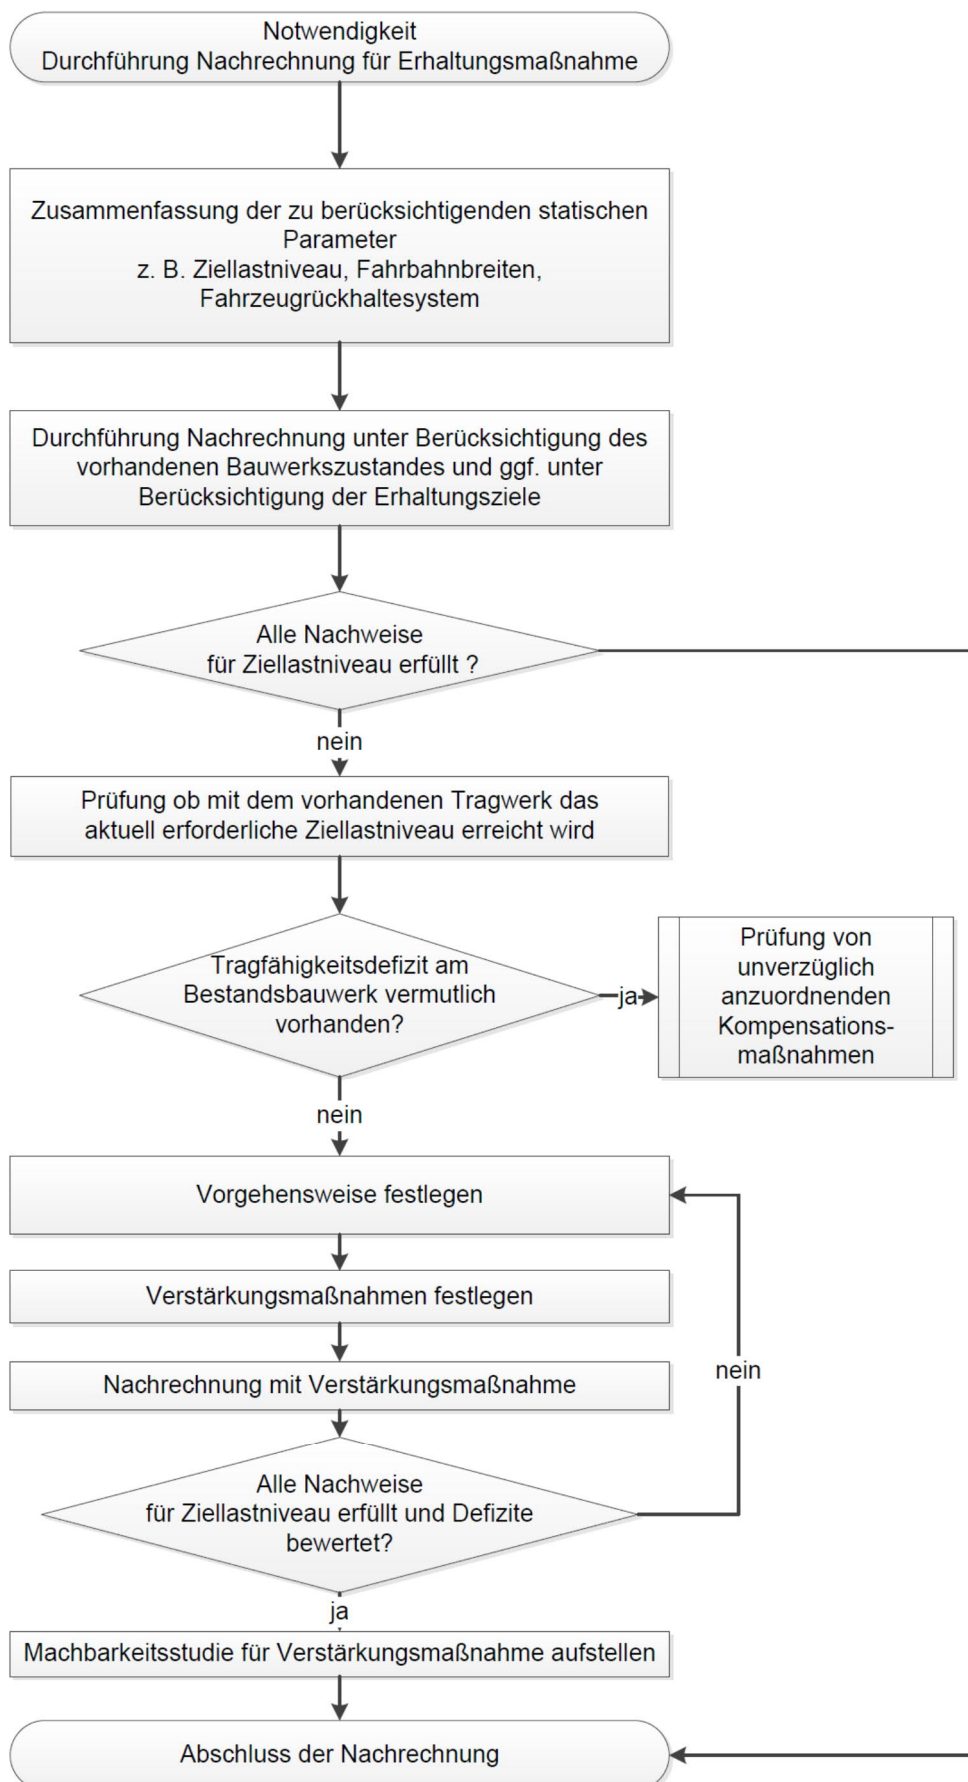 Notwendigkeit
Durchführung Nachrechnung für Erhaltungsmaßnahme
Zusammenfassung der zu berücksichtigenden statischen
Parameter
z. B. Ziellastniveau, Fahrbahnbreiten,
Fahrzeugrückhaltesystem
Durchführung Nachrechnung unter Berücksichtigung des
vorhandenen Bauwerkszustandes und ggf. unter
Berücksichtigung der Erhaltungsziele
Alle Nachweise
für Ziellastniveau erfüllt ?
nein
Prüfung ob mit dem vorhandenen Tragwerk das
aktuell erforderliche Ziellastniveau erreicht wird
Tragfähigkeitsdefizit am
Bestandsbauwerk vermutlich
vorhanden?
ja
Prüfung von
unverzüglich
anzuordnenden
Kompensations-
maßnahmen
nein
Vorgehensweise festlegen
Verstärkungsmaßnahmen festlegen
Nachrechnung mit Verstärkungsmaßnahme
nein
Alle Nachweise
für Ziellastniveau erfüllt und Defizite
bewertet?
ja
Machbarkeitsstudie für Verstärkungsmaßnahme aufstellen
Abschluss der Nachrechnung